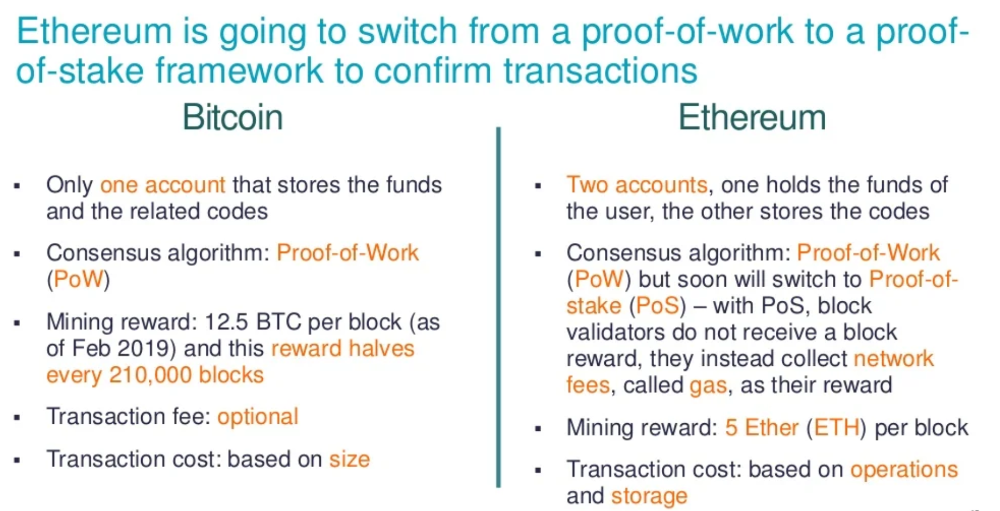 Ethereum is going to switch from a proof-of-work to a proof-
of-stake framework to confirm transactions
Bitcoin
▪ Only one account that stores the funds
and the related codes
▪ Consensus algorithm: Proof-of-Work
(PoW)
▪ Mining reward: 12.5 BTC per block (as
of Feb 2019) and this reward halves
every 210,000 blocks
▪ Transaction fee: optional
▪ Transaction cost: based on size
Ethereum
▪ Two accounts, one holds the funds of
the user, the other stores the codes
▪ Consensus algorithm: Proof-of-Work
(PoW) but soon will switch to Proof-of-
stake (PoS) – with PoS, block
validators do not receive a block
reward, they instead collect network
fees, called gas, as their reward
▪ Mining reward: 5 Ether (ETH) per block
▪ Transaction cost: based on operations
and storage